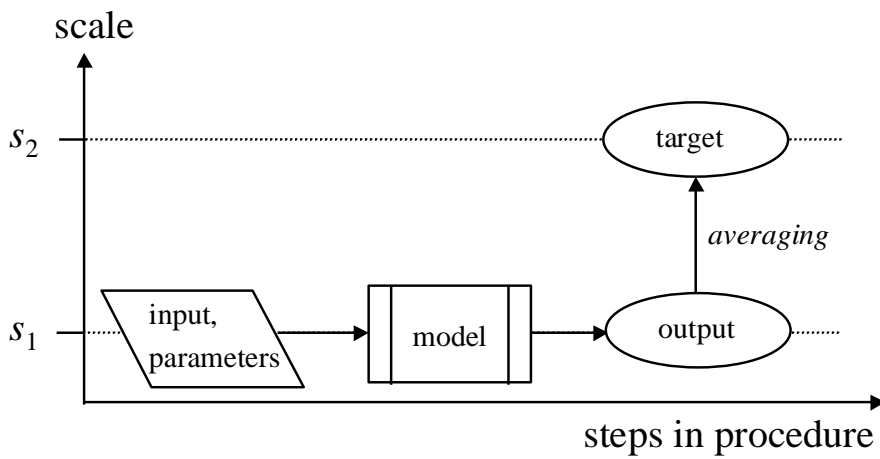 scale
s2
target
averaging
s1
input,
parameters
model
output
steps in procedure